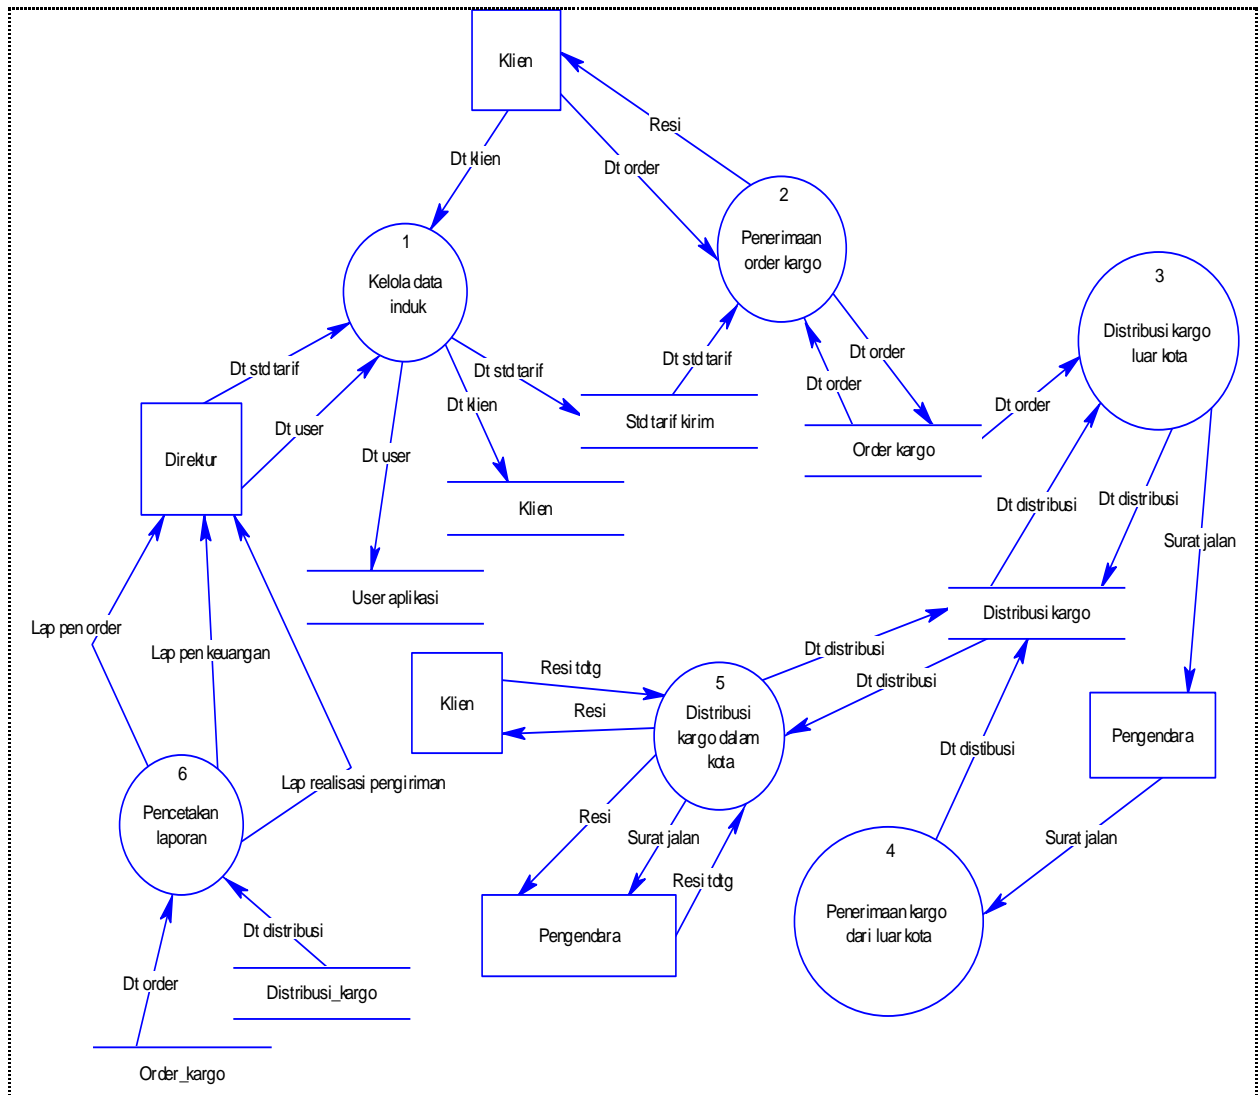 Klien
Resi
Dt klien
Dt order
2
Penerimaan
order kargo
1
Kelola data
induk
3
Distribusi kargo
luar kota
Dt std tarif
Dt std tarif
Dt std tarif
Dt order
Dt order
Dt order
Dt klien
Std tarif kirim
Dt user
Direktur
Dt user
Order kargo
Klien
Dt distribusi
Dt distribusi
Surat jalan
User aplikasi
Distribusi kargo
Lap pen order
Lap pen keuangan
Dt distribusi
Resi tdtg
Dt distribusi
5
Distribusi
kargo dalam
kota
Klien
Resi
Pengendara
Dt distibusi
6
Pencetakan
laporan
Lap realisasi pengiriman
Resi
Surat jalan
Surat jalan
4
Penerimaan kargo
dari luar kota
Resi tdtg
Dt distribusi
Pengendara
Dt order
Distribusi_kargo
Order_kargo